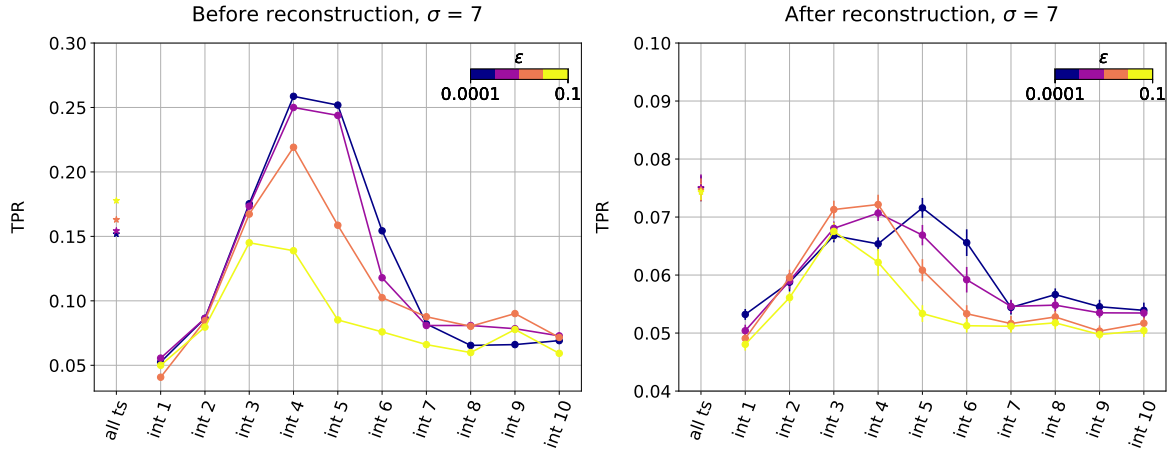 Before reconstruction, σ = 7
TPR
0.30
0.25
0.20
0.15
0.10
0.05
ε
0.0001 0.1
all ts int 1 int 2 int 3 int 4 int 5 int 6 int 7 int 8 int 9 int 10
After reconstruction, σ = 7
TPR
0.10
0.09
0.08
0.07
0.06
0.05
0.04
ε
0.0001 0.1
all ts int 1 int 2 int 3 int 4 int 5 int 6 int 7 int 8 int 9 int 10